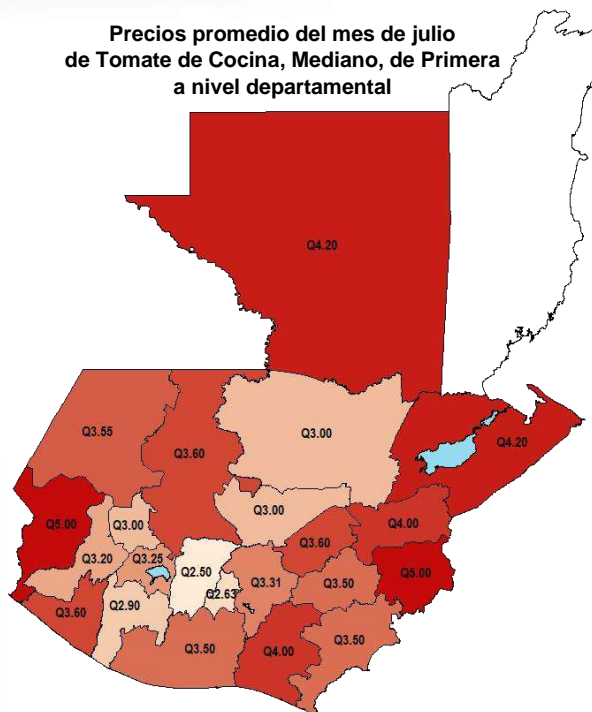 Precios promedio del mes de julio
de Tomate de Cocina, Mediano, de Primera
a nivel departamental
Q4.20
Q3.55
Q3.60
Q3.00
Q4.20
Q5.00
Q3.00
Q3.00
Q4.00
Q3.20
Q3.25
Q2.50
Q2.63
Q3.31
Q3.60
Q3.50
Q5.00
Q3.60
Q2.90
Q3.50
Q4.00
Q3.50